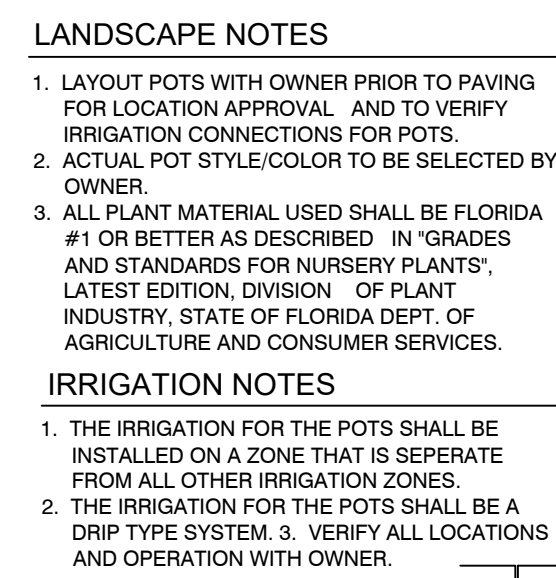 LANDSCAPE NOTES
1. LAYOUT POTS WITH OWNER PRIOR TO PAVING
FOR LOCATION APPROVAL AND TO VERIFY
IRRIGATION CONNECTIONS FOR POTS.
2. ACTUAL POT STYLE/COLOR TO BE SELECTED BY
OWNER.
3. ALL PLANT MATERIAL USED SHALL BE FLORIDA
#1 OR BETTER AS DESCRIBED IN "GRADES
AND STANDARDS FOR NURSERY PLANTS",
LATEST EDITION, DIVISION OF PLANT
INDUSTRY, STATE OF FLORIDA DEPT. OF
AGRICULTURE AND CONSUMER SERVICES.
IRRIGATION NOTES
1. THE IRRIGATION FOR THE POTS SHALL BE
INSTALLED ON A ZONE THAT IS SEPERATE
FROM ALL OTHER IRRIGATION ZONES.
2. THE IRRIGATION FOR THE POTS SHALL BE A
DRIP TYPE SYSTEM. 3. VERIFY ALL LOCATIONS
AND OPERATION WITH OWNER.